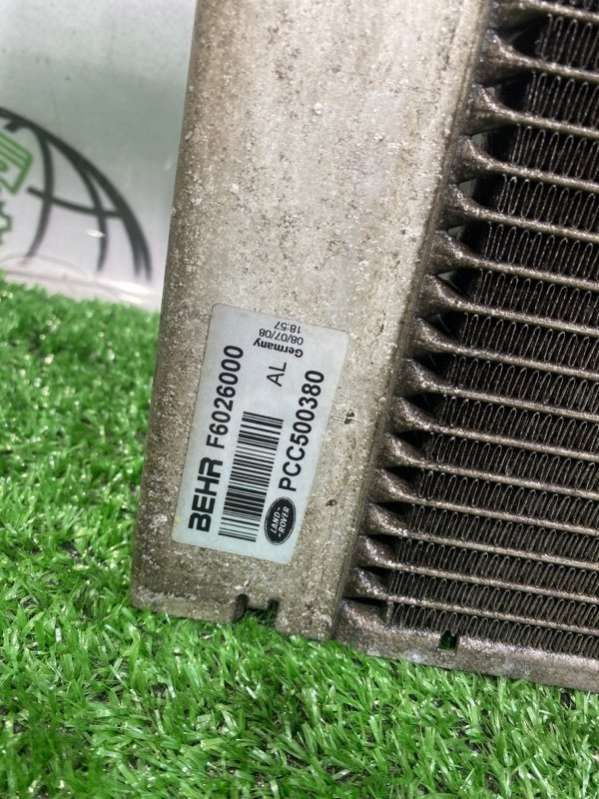 BEHR F6026000
Germany
08/07/08
18:57
AL
LAND-
ROVER
PCC500380